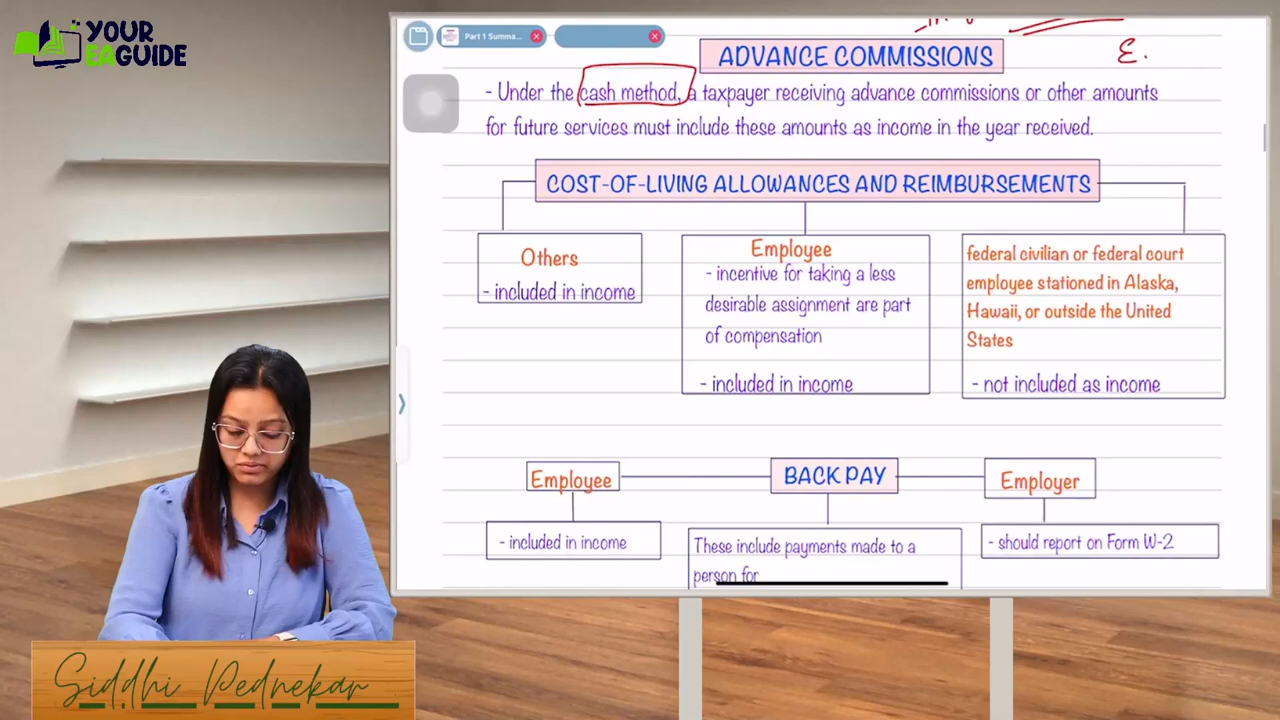 YOUR
EAGUIDE
Part 1 Summa...
E.
ADVANCE COMMISSIONS
- Under the cash method, a taxpayer receiving advance commissions or other amounts
for future services must include these amounts as income in the year received.
COST-OF-LIVING ALLOWANCES AND REIMBURSEMENTS
Others
- included in income
Employee
- incentive for taking a less
desirable assignment are part
of compensation
- included in income
federal civilian or federal court
employee stationed in Alaska,
Hawaii, or outside the United
States
- not included as income
Employee
BACK PAY
Employer
- included in income
These include payments made to a
person for
- should report on Form W-2
Siddhi Pednekar